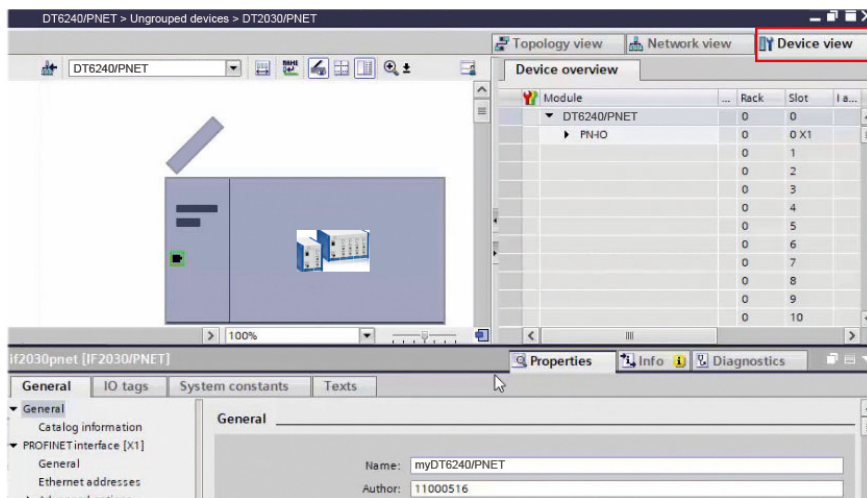 DT6240/PNET > Ungrouped devices > DT2030/PNET
Topology view
Network view
Device view
DT6240/PNET
Device overview
Module
...
Rack
Slot
I a...
DT6240/PNET 0 0
PN-IO 0 0 X1
0 1
0 2
0 3
0 4
0 5
0 6
0 7
0 8
0 9
0 10
100%
if2030pnet [IF2030/PNET]
Properties
Info
Diagnostics
General
IO tags
System constants
Texts
General
Catalog information
PROFINET interface [X1]
General
Ethernet addresses
General
Name: myDT6240/PNET
Author: 11000516